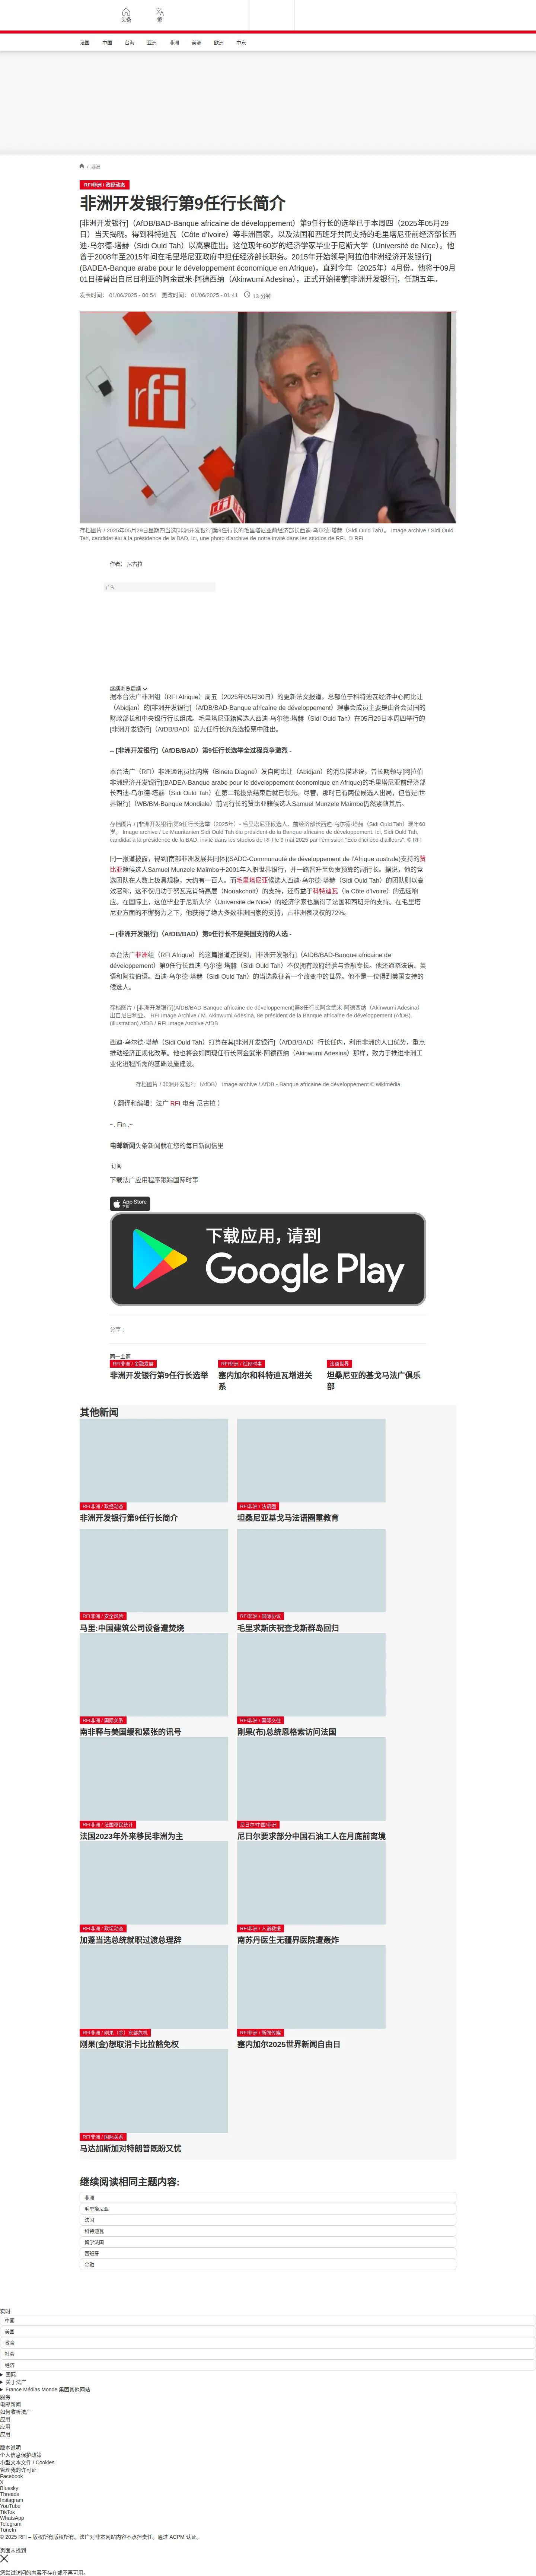 头条
繁
法国
中国
台海
亚洲
非洲
美洲
欧洲
中东
/ 非洲
RFI非洲 / 政经动态
非洲开发银行第9任行长简介
[非洲开发银行]（AfDB/BAD-Banque africaine de développement）第9任行长的选举已于本周四（2025年05月29
日）当天揭晓。得到科特迪瓦（Côte d'Ivoire）等非洲国家，以及法国和西班牙共同支持的毛里塔尼亚前经济部长西
迪·乌尔德·塔赫（Sidi Ould Tah）以高票胜出。这位现年60岁的经济学家毕业于尼斯大学（Université de Nice）。他
曾于2008年至2015年间在毛里塔尼亚政府中担任经济部长职务。2015年开始领导[阿拉伯非洲经济开发银行]
(BADEA-Banque arabe pour le développement économique en Afrique)，直到今年（2025年）4月份。他将于09月
01日接替出自尼日利亚的阿金武米·阿德西纳（Akinwumi Adesina），正式开始接掌[非洲开发银行]，任期五年。
发表时间： 01/06/2025 - 00:54 更改时间： 01/06/2025 - 01:41 13 分钟
rfi
存档图片 / 2025年05月29日星期四当选[非洲开发银行]第9任行长的毛里塔尼亚前经济部长西迪·乌尔德·塔赫（Sidi Ould Tah）。 Image archive / Sidi Ould
Tah, candidat élu à la présidence de la BAD, ici, une photo d'archive de notre invité dans les studios de RFI. © RFI
作者： 尼古拉
广告
继续浏览后续
据本台法广非洲组（RFI Afrique）周五（2025年05月30日）的更新法文报道。总部位于科特迪瓦经济中心阿比让
（Abidjan）的[非洲开发银行]（AfDB/BAD-Banque africaine de développement）理事会成员主要是由各会员国的
财政部长和中央银行行长组成。毛里塔尼亚籍候选人西迪·乌尔德·塔赫（Sidi Ould Tah）在05月29日本周四举行的
[非洲开发银行]（AfDB/BAD）第九任行长的竞选投票中胜出。
-- [非洲开发银行]（AfDB/BAD）第9任行长选举全过程竞争激烈 -
本台法广（RFI）非洲通讯员比内塔（Bineta Diagne）发自阿比让（Abidjan）的消息描述说，曾长期领导[阿拉伯
非洲经济开发银行](BADEA-Banque arabe pour le développement économique en Afrique)的毛里塔尼亚前经济部
长西迪·乌尔德·塔赫（Sidi Ould Tah）在第二轮投票结束后就已领先。尽管，那时已有两位候选人出局，但曾是[世
界银行]（WB/BM-Banque Mondiale）前副行长的赞比亚籍候选人Samuel Munzele Maimbo仍然紧随其后。
存档图片 / [非洲开发银行]第9任行长选举（2025年）- 毛里塔尼亚候选人、前经济部长西迪·乌尔德·塔赫（Sidi Ould Tah）现年60
岁。 Image archive / Le Mauritanien Sidi Ould Tah élu président de la Banque africaine de développement. Ici, Sidi Ould Tah,
candidat à la présidence de la BAD, invité dans les studios de RFI le 9 mai 2025 par l'émission "Éco d'ici éco d'ailleurs". © RFI
同一报道披露，得到[南部非洲发展共同体](SADC-Communauté de développement de l'Afrique australe)支持的赞
比亚籍候选人Samuel Munzele Maimbo于2001年入职世界银行，并一路晋升至负责预算的副行长。据说，他的竞
选团队在人数上极具规模，大约有一百人。而毛里塔尼亚候选人西迪·乌尔德·塔赫（Sidi Ould Tah）的团队则以高
效著称，这不仅归功于努瓦克肖特高层（Nouakchott）的支持，还得益于科特迪瓦（la Côte d'Ivoire）的迅速响
应。在国际上，这位毕业于尼斯大学（Université de Nice）的经济学家也赢得了法国和西班牙的支持。在毛里塔
尼亚方面的不懈努力之下，他获得了绝大多数非洲国家的支持，占非洲表决权的72%。
-- [非洲开发银行]（AfDB/BAD）第9任行长不是美国支持的人选 -
本台法广非洲组（RFI Afrique）的这篇报道还提到，[非洲开发银行]（AfDB/BAD-Banque africaine de
développement）第9任行长西迪·乌尔德·塔赫（Sidi Ould Tah）不仅拥有政府经验与金融专长。他还通晓法语、英
语和阿拉伯语。西迪·乌尔德·塔赫（Sidi Ould Tah）的当选象征着一个改变中的世界。他不是一位得到美国支持的
候选人。
存档图片 / [非洲开发银行](AfDB/BAD-Banque africaine de développement)第8任行长阿金武米·阿德西纳（Akinwumi Adesina）
出自尼日利亚。 RFI Image Archive / M. Akinwumi Adesina, 8e président de la Banque africaine de développement (AfDB).
(illustration) AfDB / RFI Image Archive AfDB
西迪·乌尔德·塔赫（Sidi Ould Tah）打算在其[非洲开发银行]（AfDB/BAD）行长任内，利用非洲的人口优势，重点
推动经济正规化改革。他也将会如同现任行长阿金武米·阿德西纳（Akinwumi Adesina）那样，致力于推进非洲工
业化进程所需的基础设施建设。
存档图片 / 非洲开发银行（AfDB） Image archive / AfDB - Banque africaine de développement © wikimédia
（ 翻译和编辑：法广 RFI 电台 尼古拉 ）
~. Fin .~
电邮新闻头条新闻就在您的每日新闻信里
订阅
下载法广应用程序跟踪国际时事
App Store
下载
下载应用，请到
Google Play
分享 :
同一主题
RFI非洲 / 金融发展
非洲开发银行第9任行长选举
RFI非洲 / 社经时事
塞内加尔和科特迪瓦增进关
系
法语世界
坦桑尼亚的基戈马法广俱乐
部
其他新闻
RFI非洲 / 政经动态
非洲开发银行第9任行长简介
RFI非洲 / 法语圈
坦桑尼亚基戈马法语圈重教育
RFI非洲 / 安全风险
马里:中国建筑公司设备遭焚烧
RFI非洲 / 国际协议
毛里求斯庆祝查戈斯群岛回归
RFI非洲 / 国际关系
南非释与美国缓和紧张的讯号
RFI非洲 / 国际交往
刚果(布)总统恩格索访问法国
RFI非洲 / 法国移民统计
法国2023年外来移民非洲为主
尼日尔/中国/非洲
尼日尔要求部分中国石油工人在月底前离境
RFI非洲 / 政坛动态
加蓬当选总统就职过渡总理辞
RFI非洲 / 人道救援
南苏丹医生无疆界医院遭轰炸
RFI非洲 / 刚果（金）东部危机
刚果(金)想取消卡比拉豁免权
RFI非洲 / 新闻传媒
塞内加尔2025世界新闻自由日
RFI非洲 / 国际关系
马达加斯加对特朗普既盼又忧
继续阅读相同主题内容:
非洲
毛里塔尼亚
法国
科特迪瓦
留学法国
西班牙
金融
实时
中国
美国
教育
社会
经济
国际
关于法广
France Médias Monde 集团其他网站
服务
电邮新闻
如何收听法广
应用
应用
应用
版本说明
个人信息保护政策
小型文本文件 / Cookies
管理我的许可证
Facebook
X
Bluesky
Threads
Instagram
YouTube
TikTok
WhatsApp
Telegram
TuneIn
© 2025 RFI – 版权所有版权所有。法广对非本网站内容不承担责任。通过 ACPM 认证。
页面未找到
您尝试访问的内容不存在或不再可用。